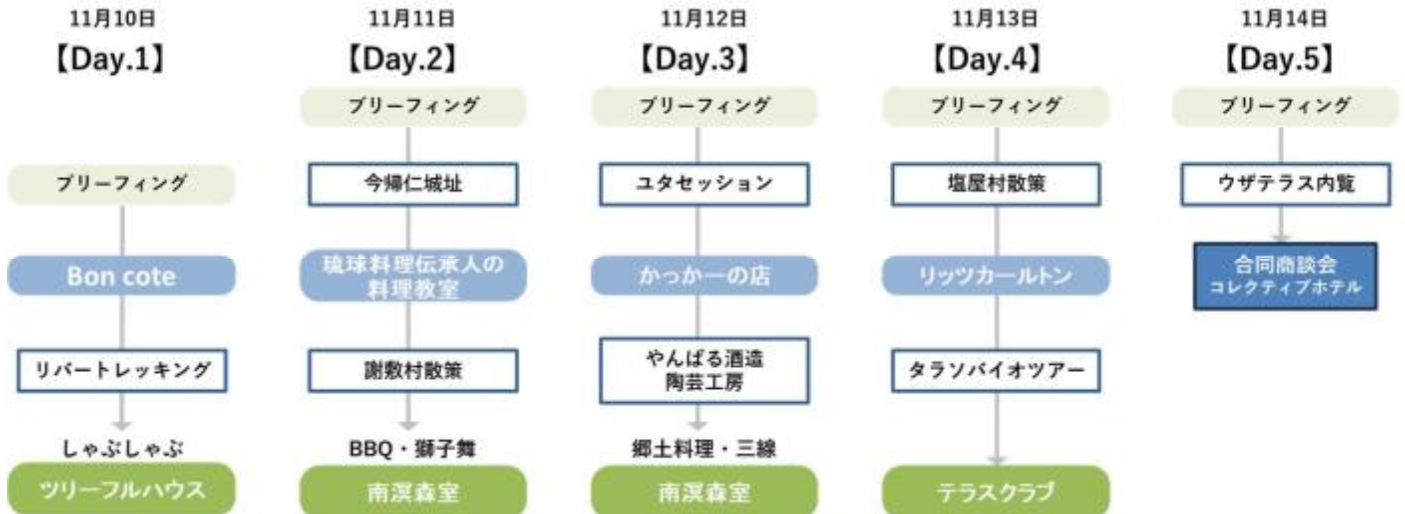 11月10日
【Day.1】
ブリーフィング
Bon cote
リバートレッキング
しゃぶしゃぶ
ツリーフルハウス
11月11日
【Day.2】
ブリーフィング
今帰仁城址
琉球料理伝承人の
料理教室
謝敷村散策
BBQ・獅子舞
南溟森室
11月12日
【Day.3】
ブリーフィング
ユタセッション
かっかーの店
やんばる酒造
陶芸工房
郷土料理・三線
南溟森室
11月13日
【Day.4】
ブリーフィング
塩屋村散策
リッツカールトン
タラソバイオツアー
テラスクラブ
11月14日
【Day.5】
ブリーフィング
ウザテラス内覧
合同商談会
コレクティブホテル